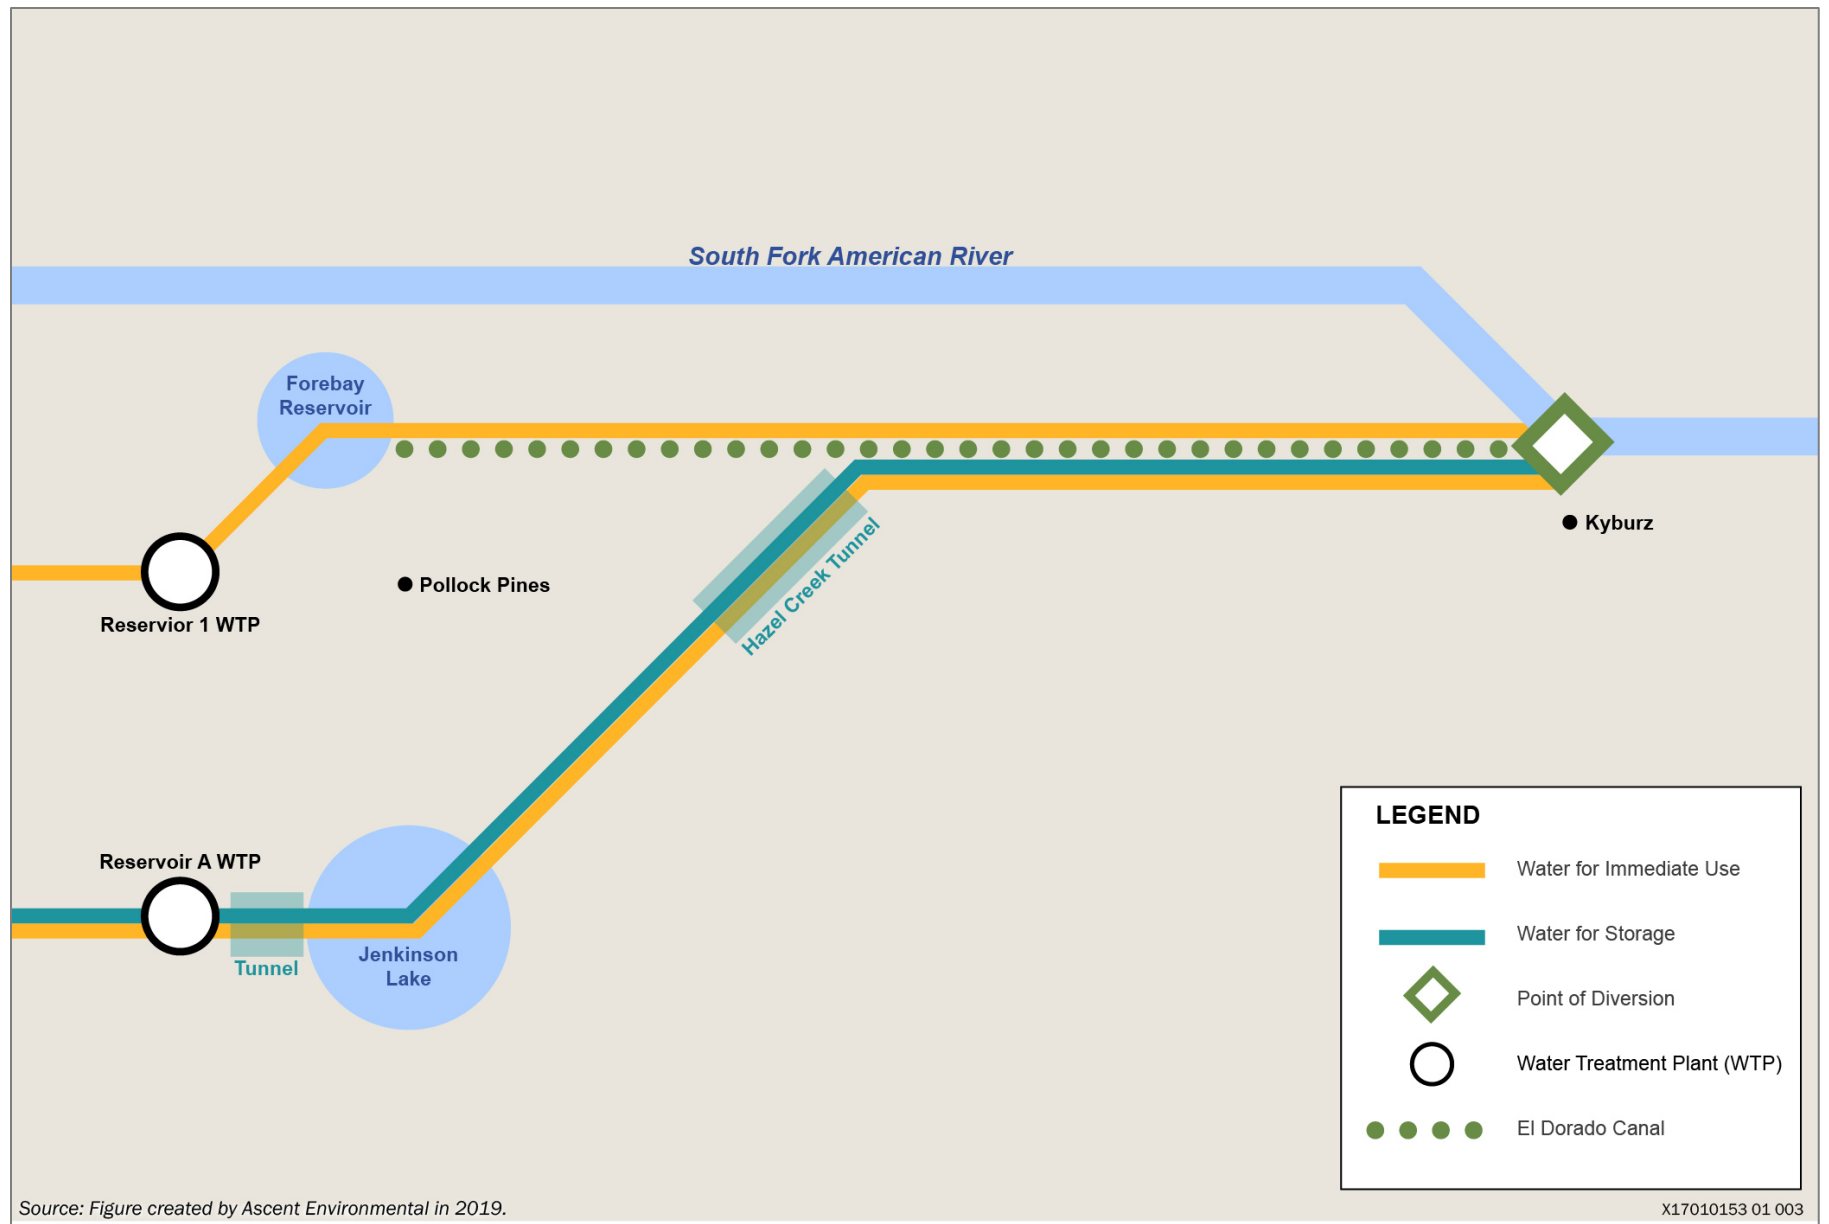 South Fork American River
Forebay
Reservoir
Kyburz
Hazel Creek Tunnel
Pollock Pines
Reservior 1 WTP
Reservoir A WTP
Tunnel
Jenkinson
Lake
LEGEND
Water for Immediate Use
Water for Storage
Point of Diversion
Water Treatment Plant (WTP)
El Dorado Canal
Source: Figure created by Ascent Environmental in 2019.
X17010153 01 003